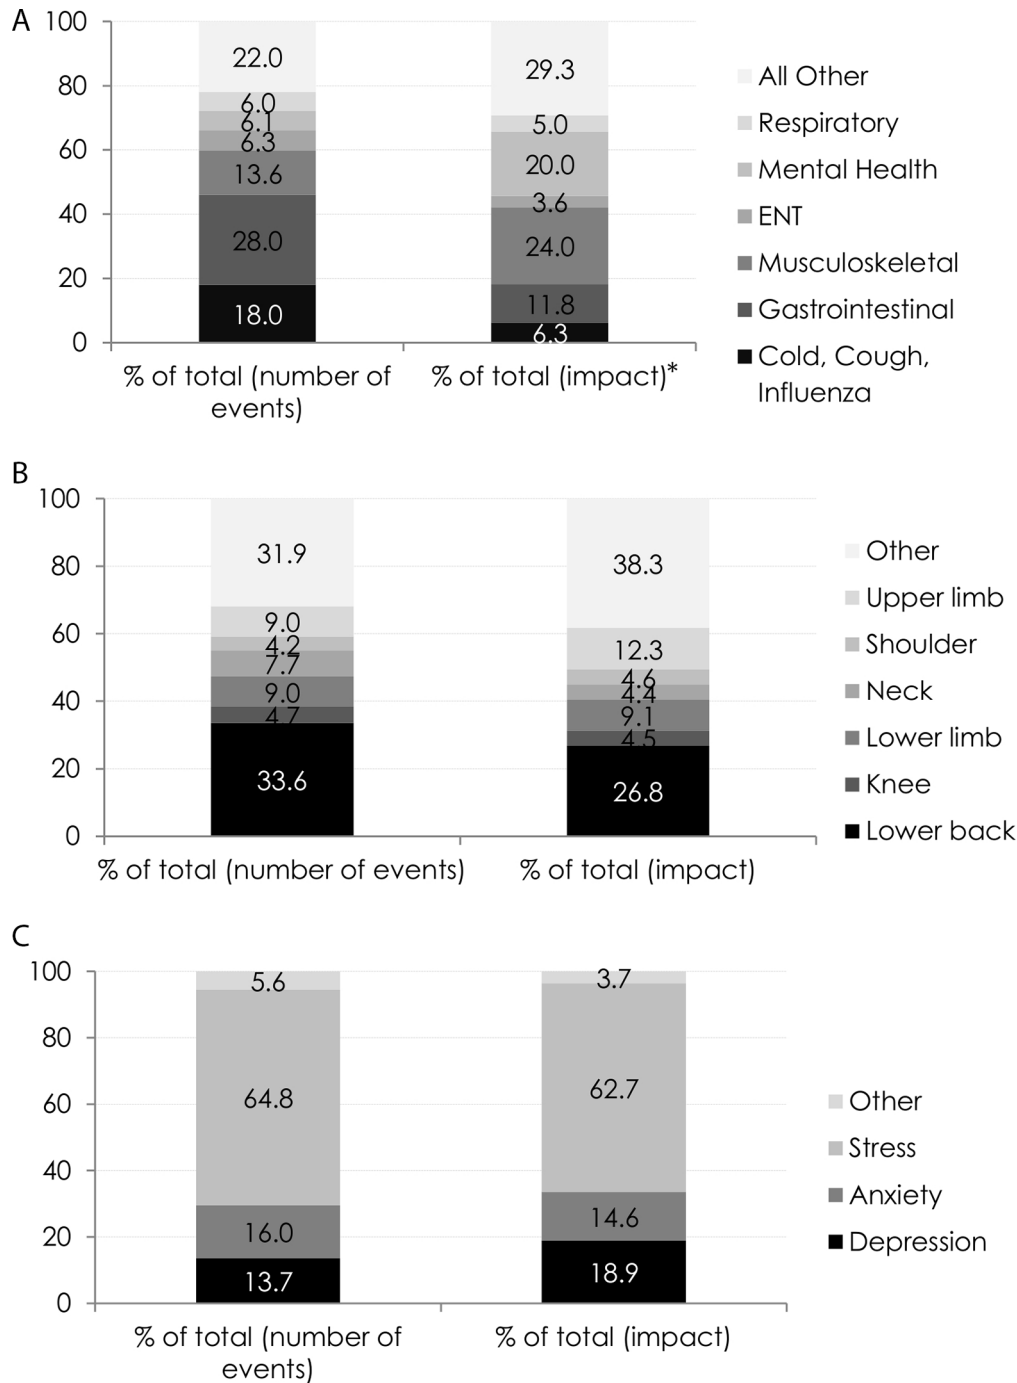 A
100
80
60
40
20
0
22.0
6.0
6.1
6.3
13.6
28.0
18.0
29.3
5.0
20.0
3.6
24.0
11.8
6.3
% of total (number of
events)
% of total (impact)*
All Other
Respiratory
Mental Health
ENT
Musculoskeletal
Gastrointestinal
Cold, Cough,
Influenza
B
100
80
60
40
20
0
31.9
9.0
4.2
7.7
9.0
4.7
33.6
38.3
12.3
4.6
4.4
9.1
4.5
26.8
% of total (number of events)
% of total (impact)
Other
Upper limb
Shoulder
Neck
Lower limb
Knee
Lower back
C
100
80
60
40
20
0
5.6
64.8
16.0
13.7
3.7
62.7
14.6
18.9
% of total (number of
events)
% of total (impact)
Other
Stress
Anxiety
Depression